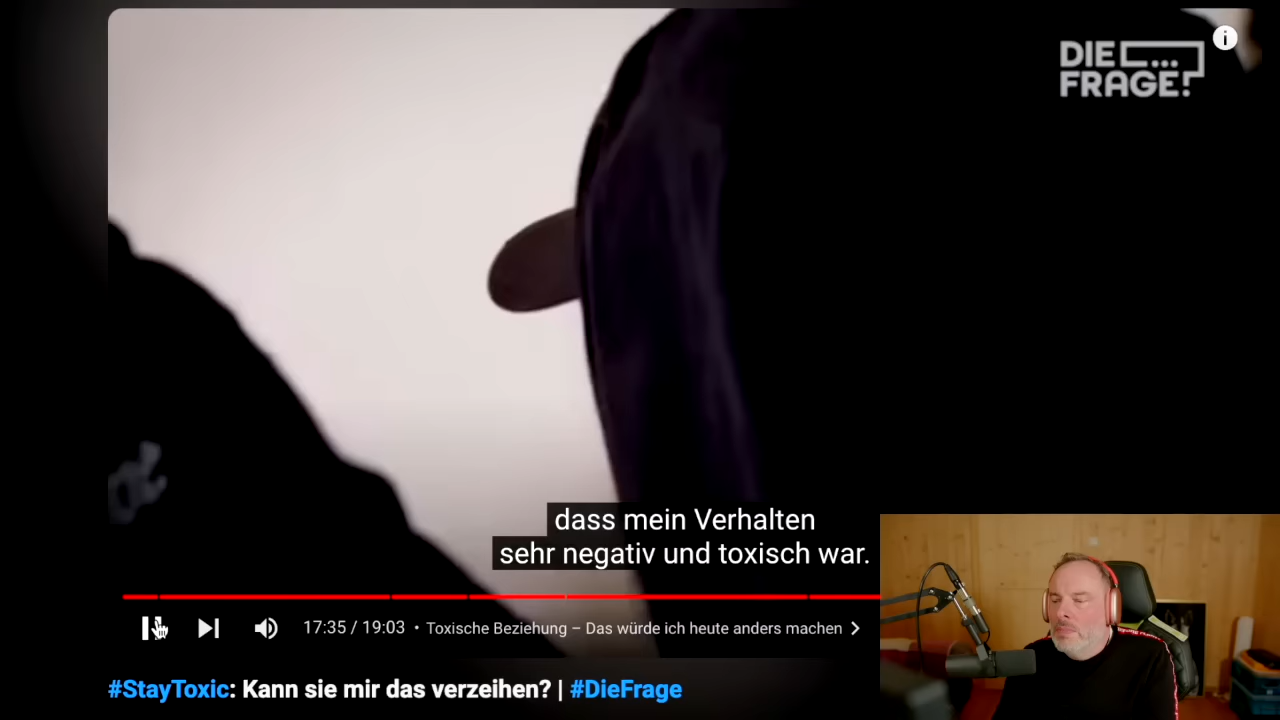 DIE ...
FRAGE?
i
dass mein Verhalten
sehr negativ und toxisch war.
17:35 / 19:03 • Toxische Beziehung – Das würde ich heute anders machen
#StayToxic: Kann sie mir das verzeihen? | #DieFrage